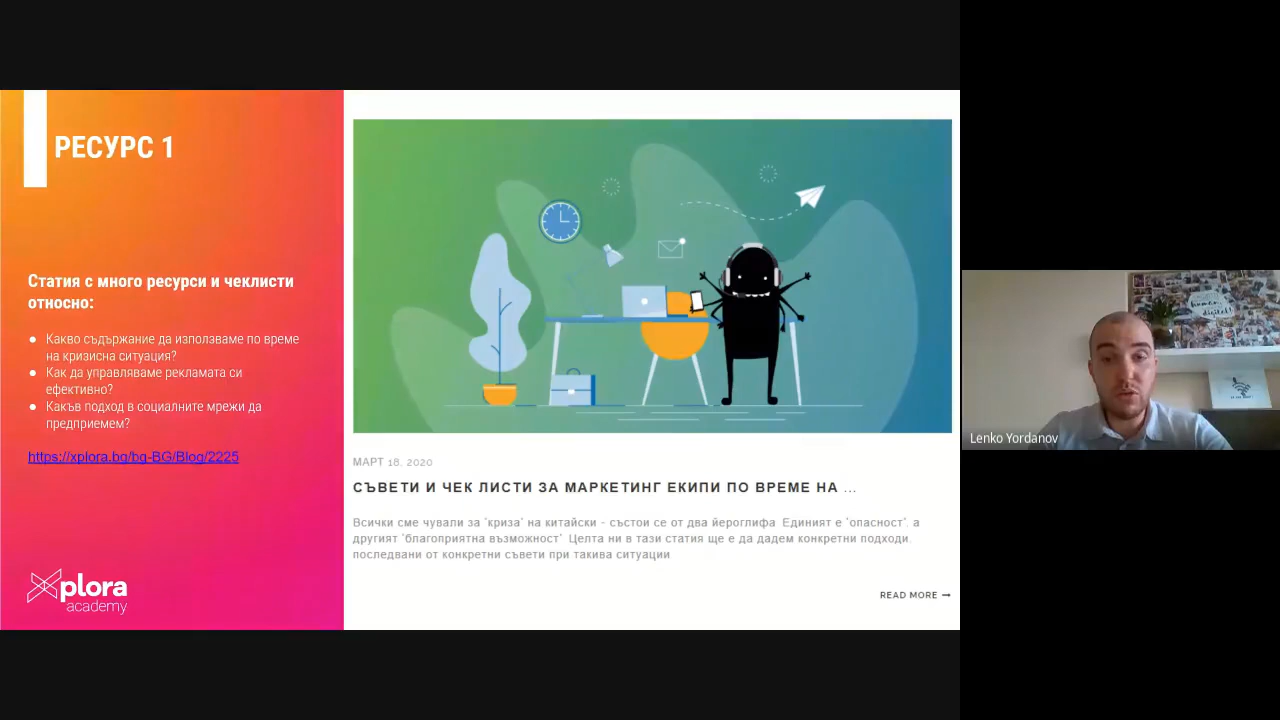 РЕСУРС 1
Статия с много ресурси и чеклисти
относно:
● Какво съдържание да използваме по време
на кризисна ситуация?
● Как да управляваме рекламата си
ефективно?
● Какъв подход в социалните мрежи да
предприемем?
https://xplora.bg/bg-BG/Blog/2225
Xplora
academy
МАРТ 18, 2020
СЪВЕТИ И ЧЕК ЛИСТИ ЗА МАРКЕТИНГ ЕКИПИ ПО ВРЕМЕ НА ...
Всички сме чували за "криза" на китайски - състои се от два йероглифа. Единият е "опасност", а
другият "благоприятна възможност". Целта ни в тази статия ще е да дадем конкретни подходи,
последвани от конкретни съвети при такива ситуации
READ MORE ➞
Lenko Yordanov